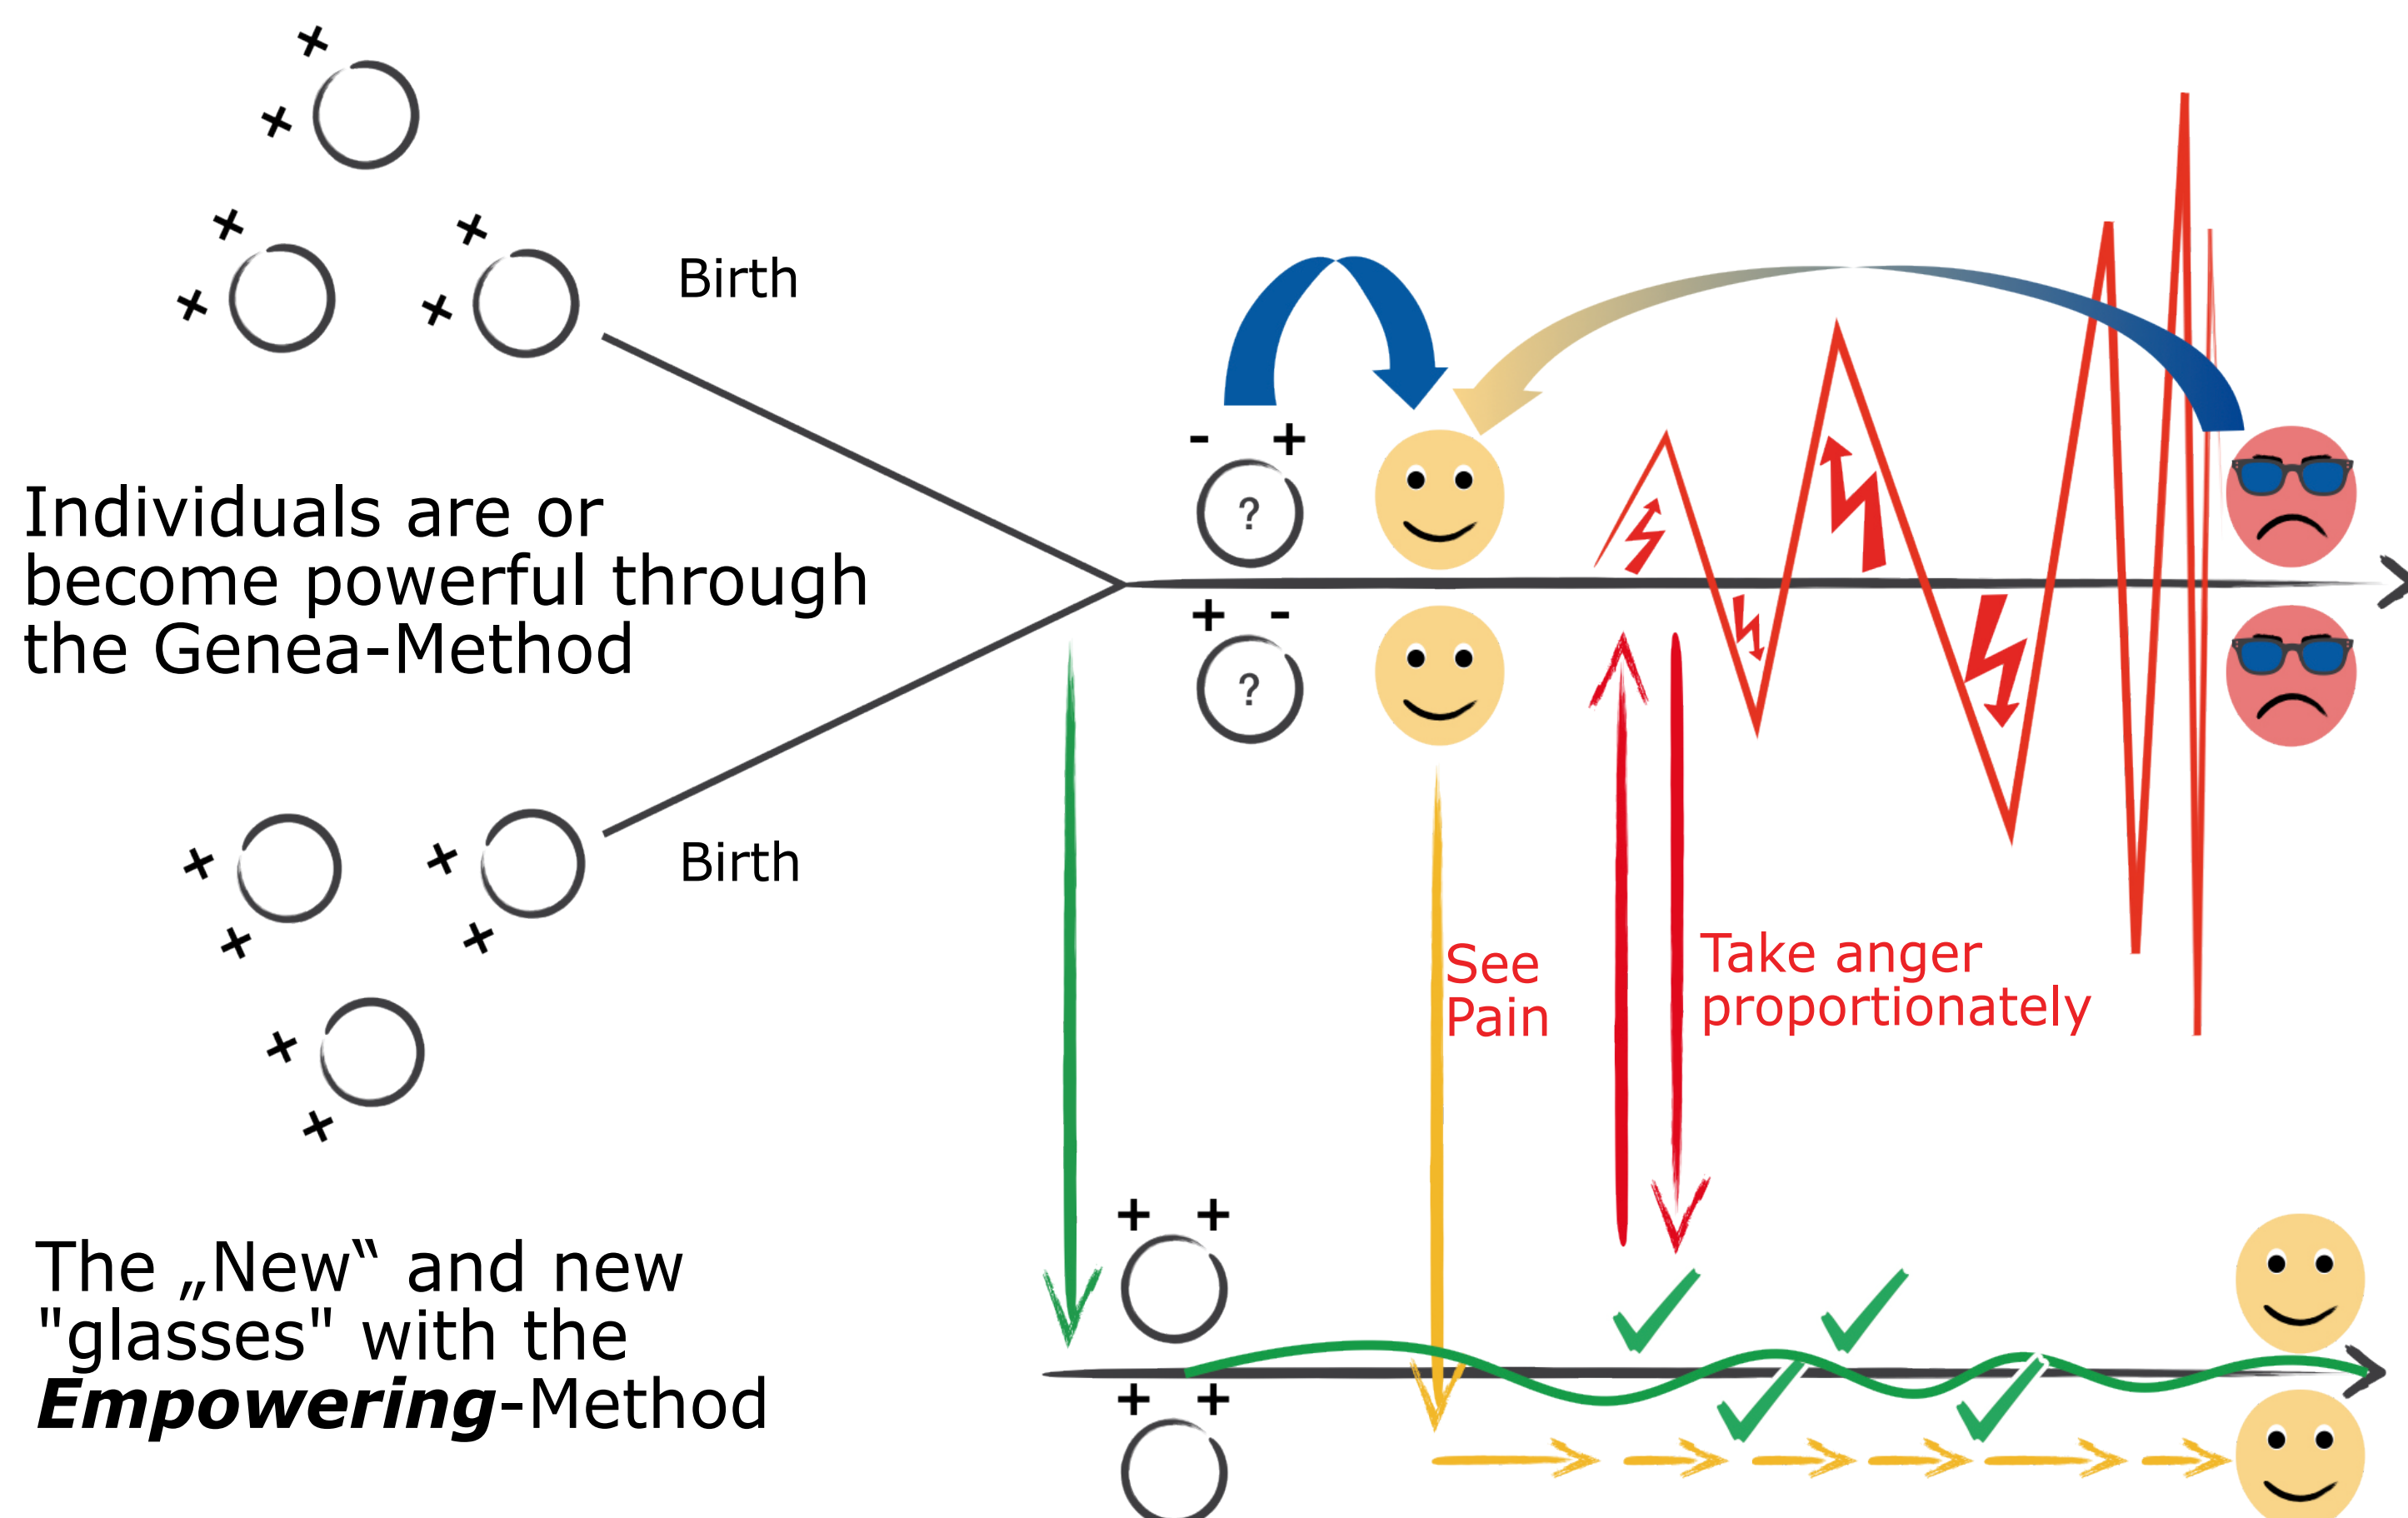 Birth
Individuals are or
become powerful through
the Genea-Method
Birth
+ +
+ +
+ +
- +
?
+ -
?
+ +
+ +
+ +
See
Pain
Take anger
proportionately
+ +
+ +
The „New“ and new
"glasses" with the
Empowering-Method